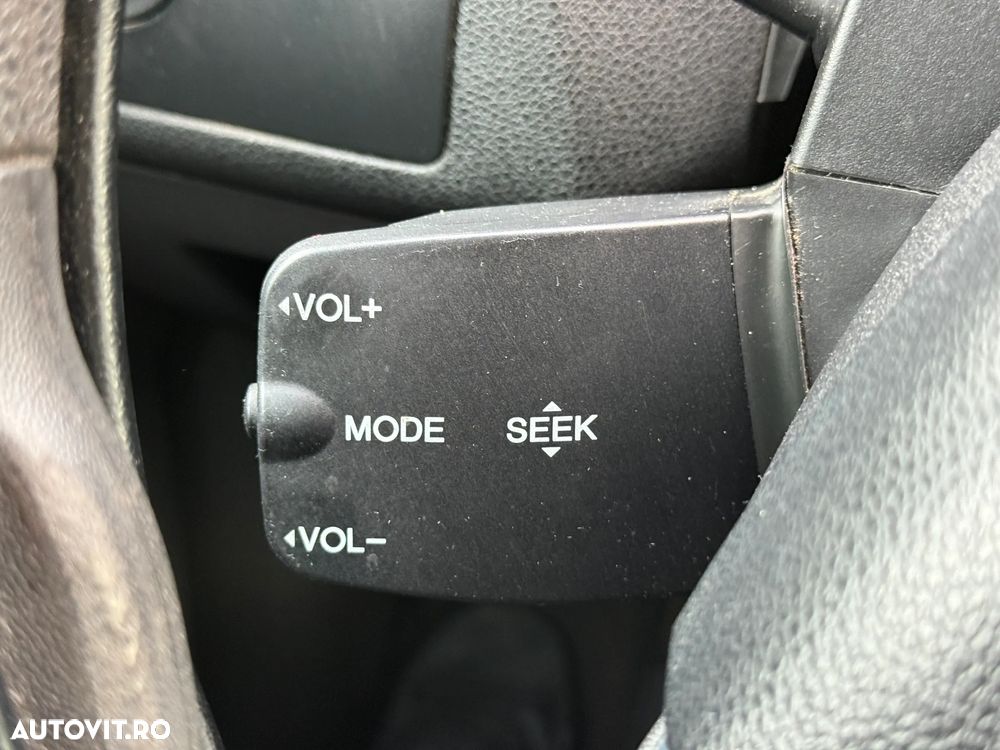 ◀VOL+
MODE SEEK
◀VOL-
AUTOVIT.RO